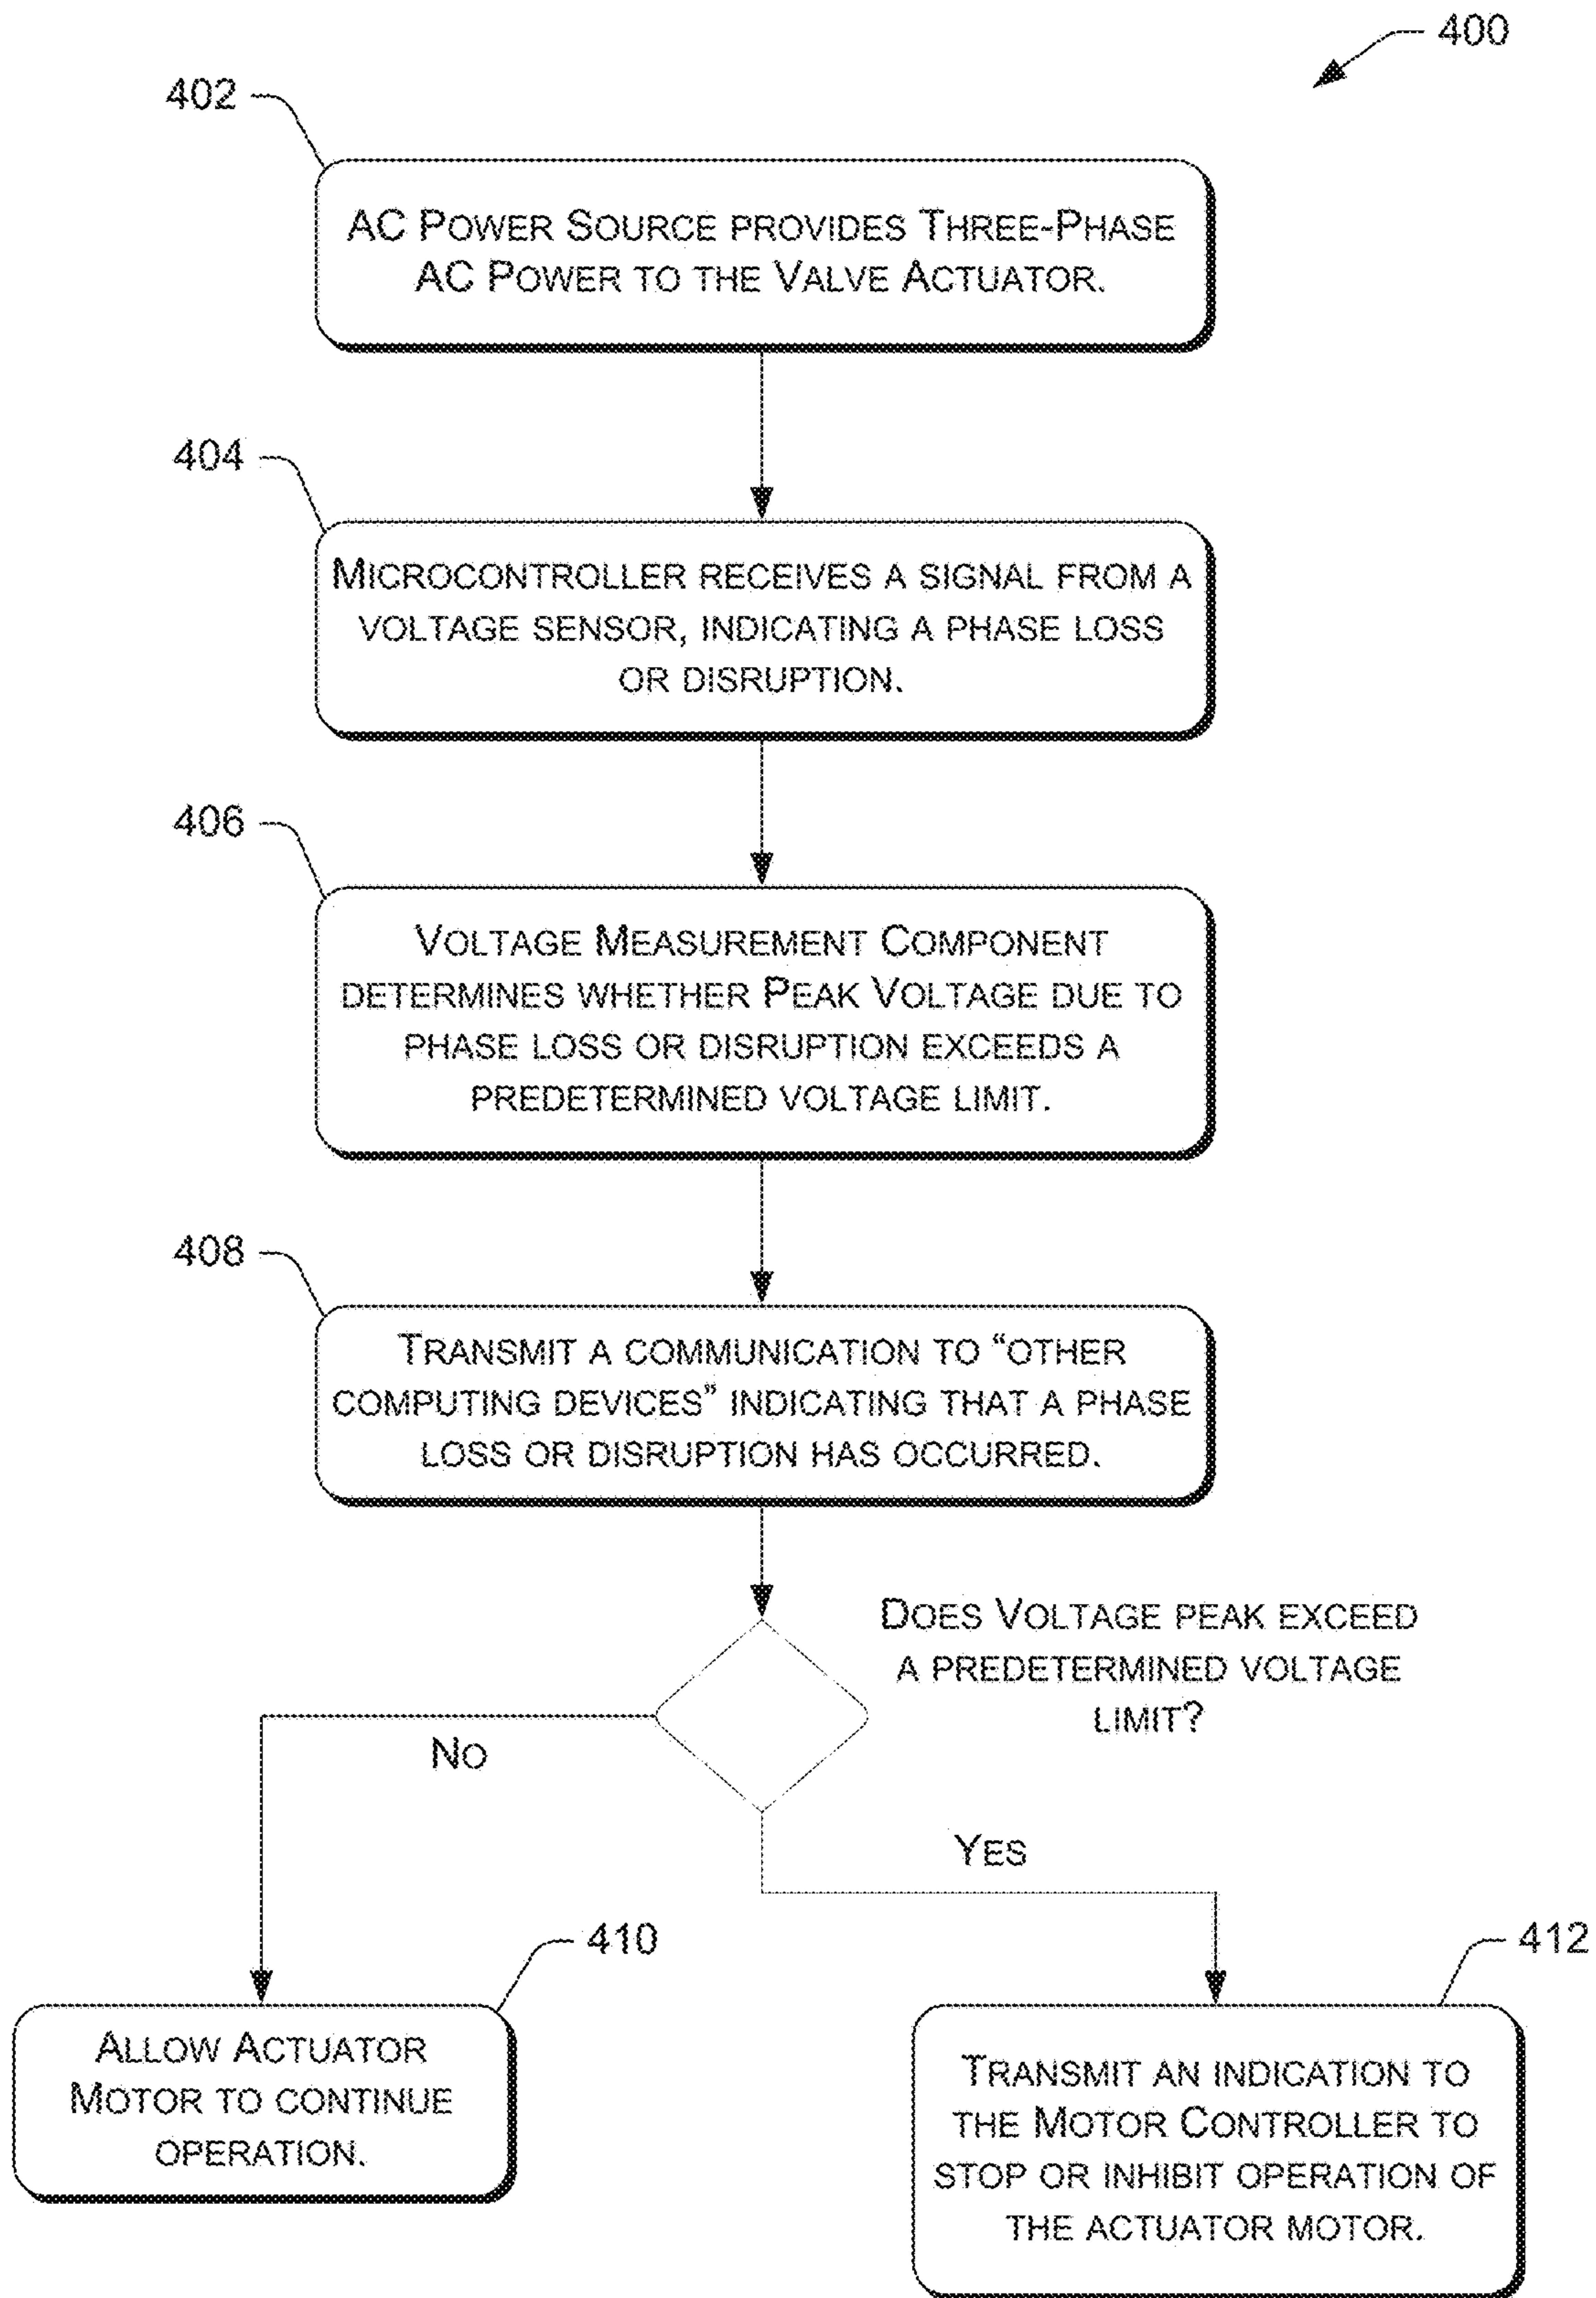 400
402
AC POWER SOURCE PROVIDES THREE-PHASE
AC POWER TO THE VALVE ACTUATOR.
404
MICROCONTROLLER RECEIVES A SIGNAL FROM A
VOLTAGE SENSOR, INDICATING A PHASE LOSS
OR DISRUPTION.
406
VOLTAGE MEASUREMENT COMPONENT
DETERMINES WHETHER PEAK VOLTAGE DUE TO
PHASE LOSS OR DISRUPTION EXCEEDS A
PREDETERMINED VOLTAGE LIMIT.
408
TRANSMIT A COMMUNICATION TO “OTHER
COMPUTING DEVICES” INDICATING THAT A PHASE
LOSS OR DISRUPTION HAS OCCURRED.
DOES VOLTAGE PEAK EXCEED
A PREDETERMINED VOLTAGE
LIMIT?
NO
YES
410
ALLOW ACTUATOR
MOTOR TO CONTINUE
OPERATION.
412
TRANSMIT AN INDICATION TO
THE MOTOR CONTROLLER TO
STOP OR INHIBIT OPERATION OF
THE ACTUATOR MOTOR.